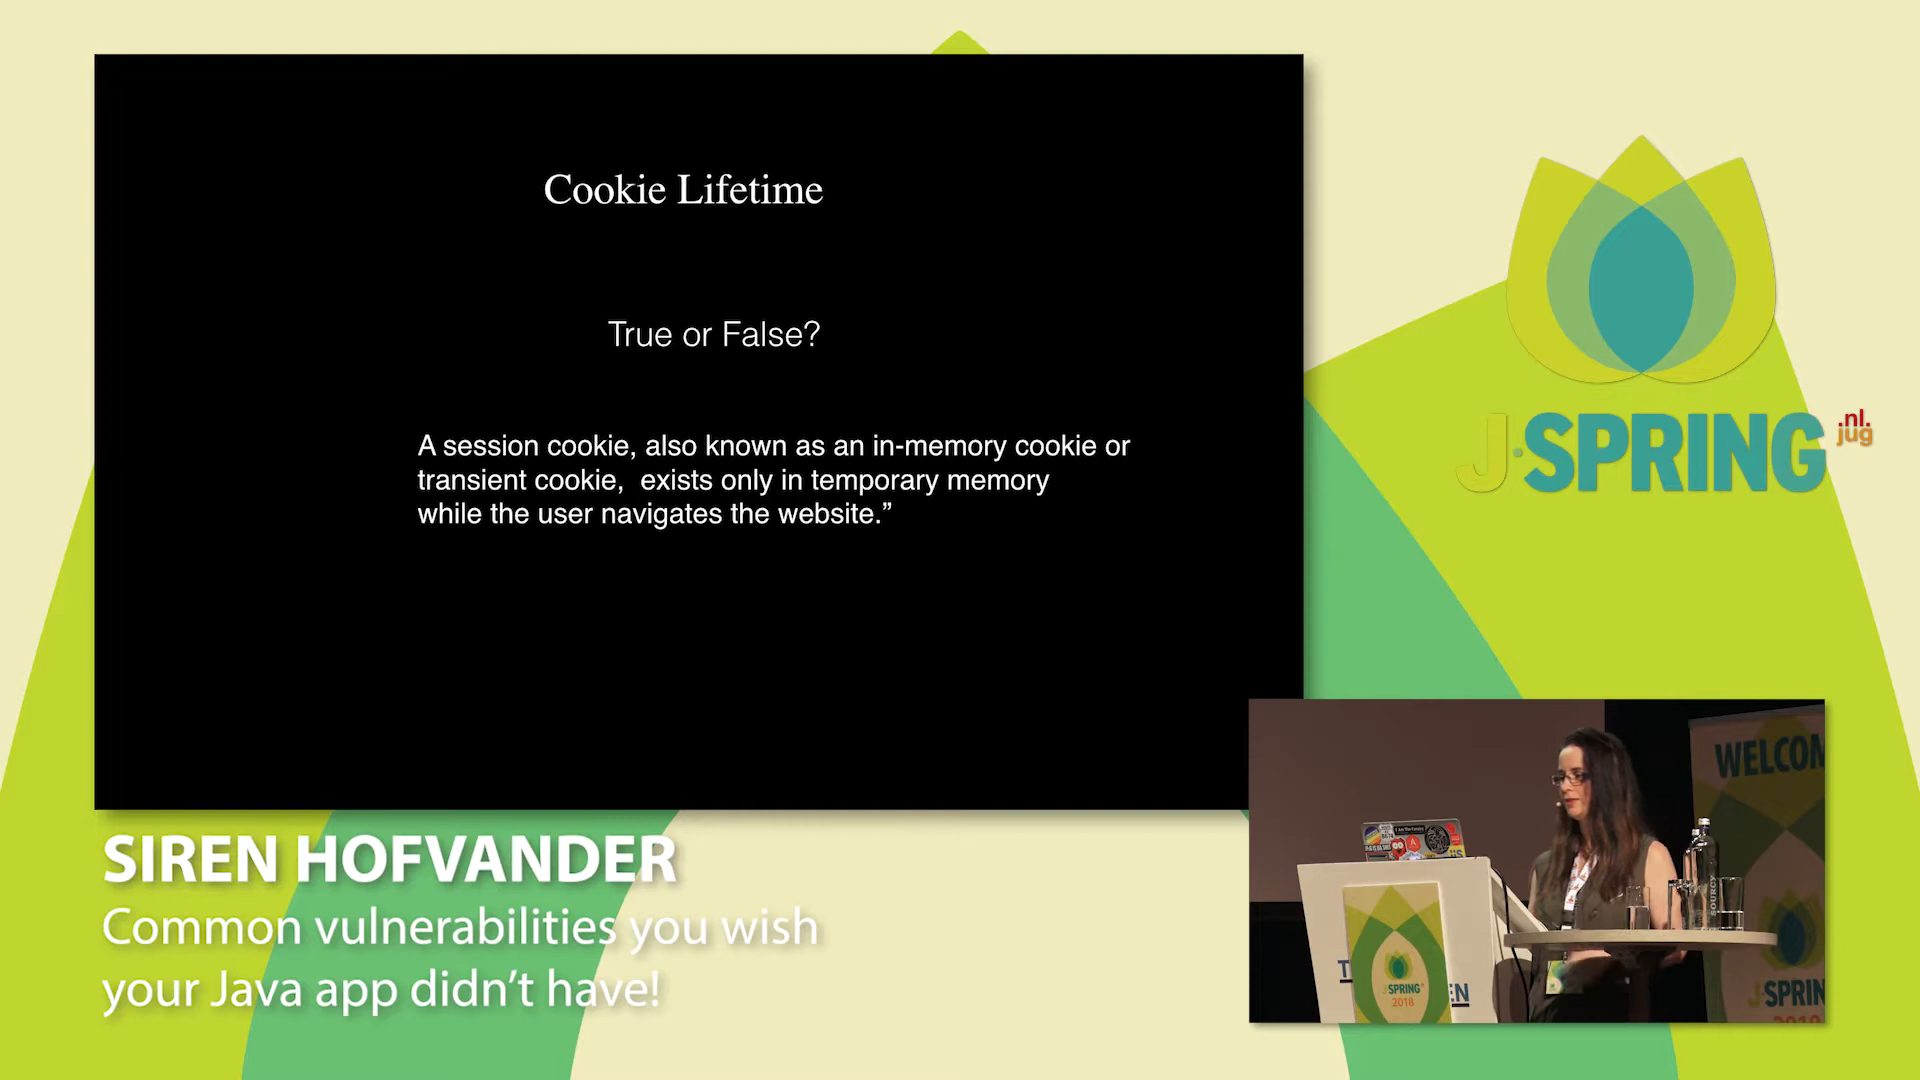 Cookie Lifetime
True or False?
A session cookie, also known as an in-memory cookie or
transient cookie,  exists only in temporary memory
while the user navigates the website.”
J·SPRING
.nl.
jug
SIREN HOFVANDER
Common vulnerabilities you wish
your Java app didn’t have!
WELCOM
SOURCY
J·SPRING
2018
J·SPRIN
2018